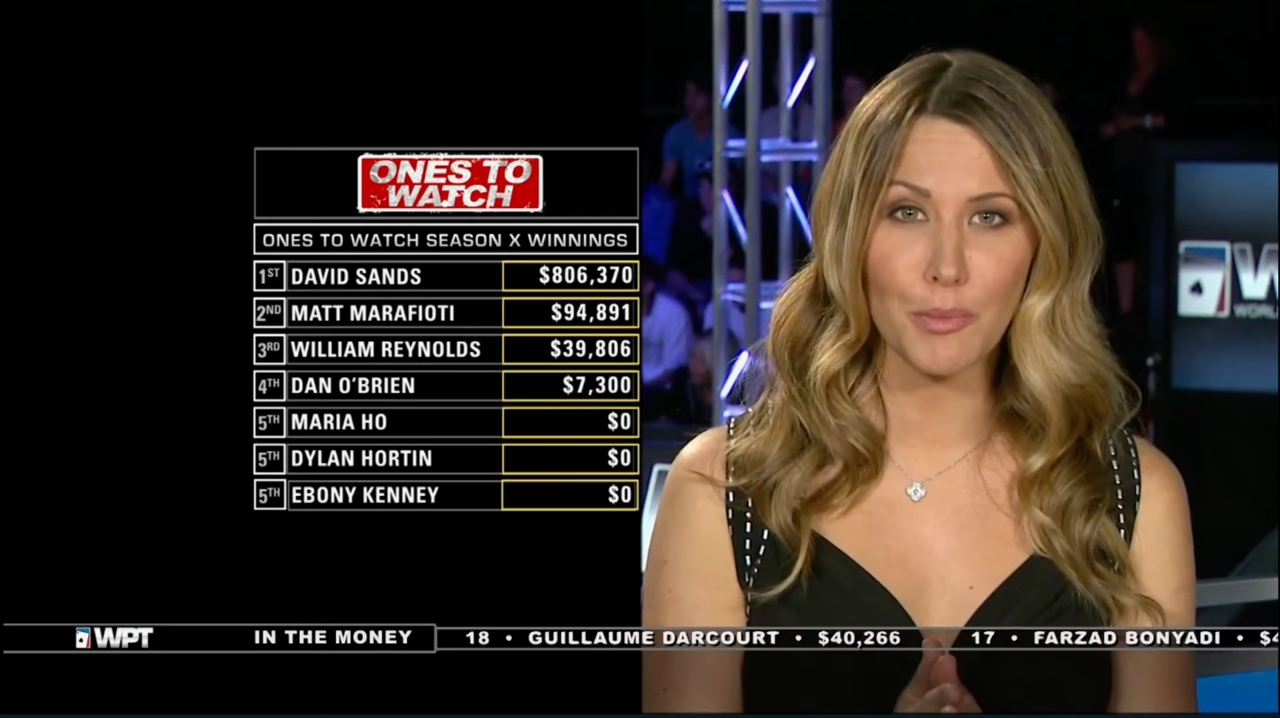 ONES TO
WATCH
ONES TO WATCH SEASON X WINNINGS
1ST DAVID SANDS $806,370
2ND MATT MARAFIOTI $94,891
3RD WILLIAM REYNOLDS $39,806
4TH DAN O'BRIEN $7,300
5TH MARIA HO $0
5TH DYLAN HORTIN $0
5TH EBONY KENNEY $0
W
WORL
WPT IN THE MONEY 18 • GUILLAUME DARCOURT • $40,266 17 • FARZAD BONYADI • $4